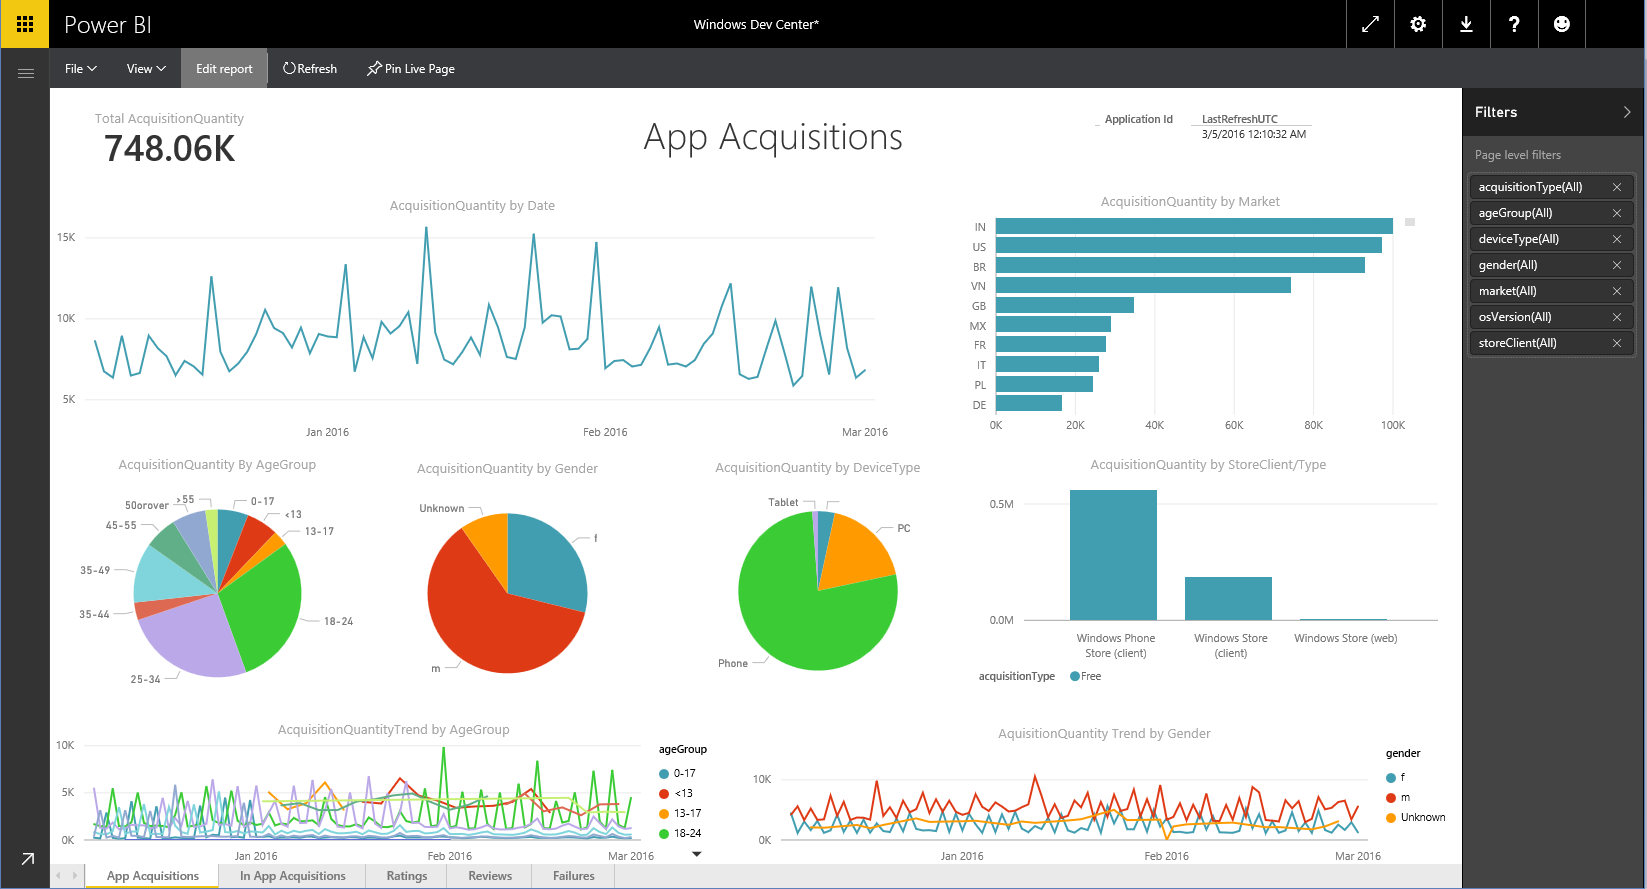 Power BI
Windows Dev Center*
?
File
View
Edit report
Refresh
Pin Live Page
Total AcquisitionQuantity
748.06K
App Acquisitions
Application Id
LastRefreshUTC
3/5/2016 12:10:32 AM
Filters
Page level filters
acquisitionType(All)
ageGroup(All)
deviceType(All)
gender(All)
market(All)
osVersion(All)
storeClient(All)
AcquisitionQuantity by Date
15K
10K
5K
Jan 2016
Feb 2016
Mar 2016
AcquisitionQuantity by Market
IN
US
BR
VN
GB
MX
FR
IT
PL
DE
0K
20K
40K
60K
80K
100K
AcquisitionQuantity By AgeGroup
>55
0-17
50orover
<13
45-55
13-17
35-49
35-44
18-24
25-34
AcquisitionQuantity by Gender
Unknown
f
m
AcquisitionQuantity by DeviceType
Tablet
PC
Phone
AcquisitionQuantity by StoreClient/Type
0.5M
0.0M
Windows Phone
Store (client)
Windows Store
(client)
Windows Store (web)
acquisitionType
Free
AcquisitionQuantityTrend by AgeGroup
10K
5K
0K
Jan 2016
Feb 2016
Mar 2016
ageGroup
0-17
<13
13-17
18-24
AquisitionQuantity Trend by Gender
10K
0K
Jan 2016
Feb 2016
Mar 2016
gender
f
m
Unknown
App Acquisitions
In App Acquisitions
Ratings
Reviews
Failures